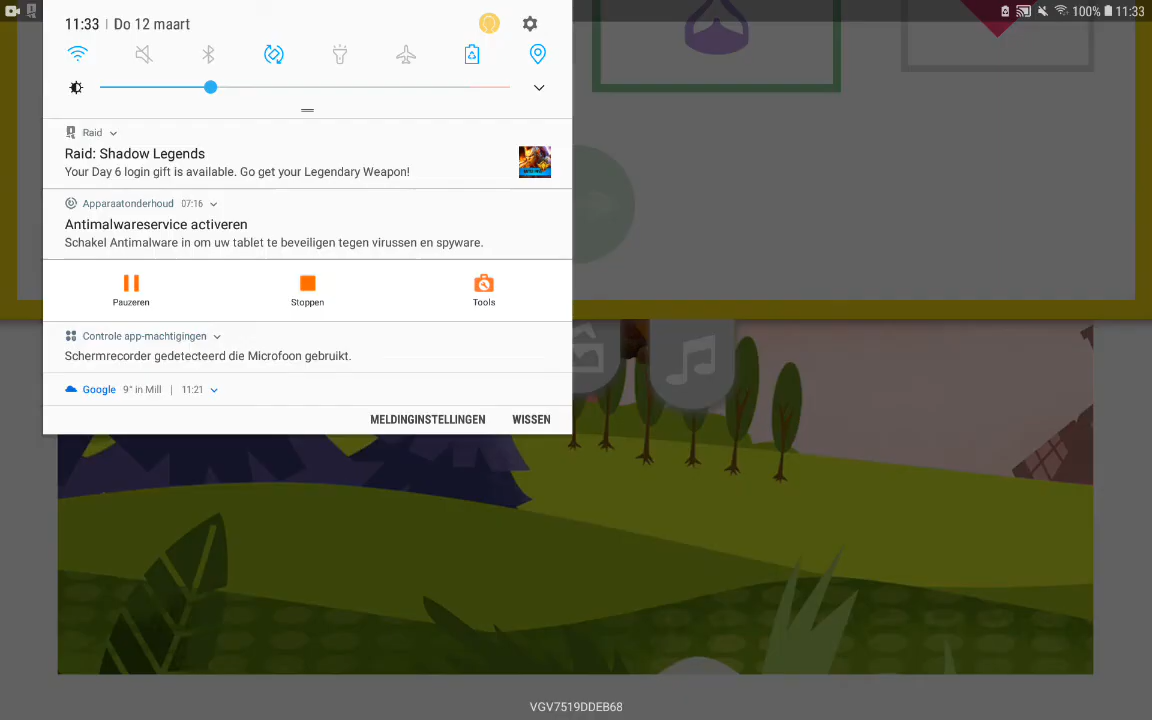 11:33 | Do 12 maart
100% 11:33
Raid
Raid: Shadow Legends
Your Day 6 login gift is available. Go get your Legendary Weapon!
Apparaatonderhoud 07:16
Antimalwareservice activeren
Schakel Antimalware in om uw tablet te beveiligen tegen virussen en spyware.
Pauzeren Stoppen Tools
Controle app-machtigingen
Schermrecorder gedetecteerd die Microfoon gebruikt.
Google 9° in Mill | 11:21
MELDINGINSTELLINGEN WISSEN
VGV7519DDEB68